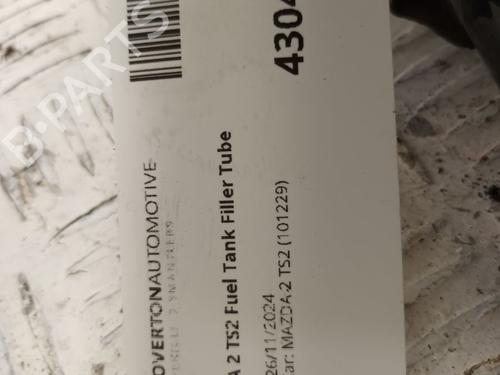 4304
OVERTONAUTOMOTIVE
A 2 TS2 Fuel Tank Filler Tube
26/11/2024
ar: MAZDA 2 TS2 (101229)
B-PARTS